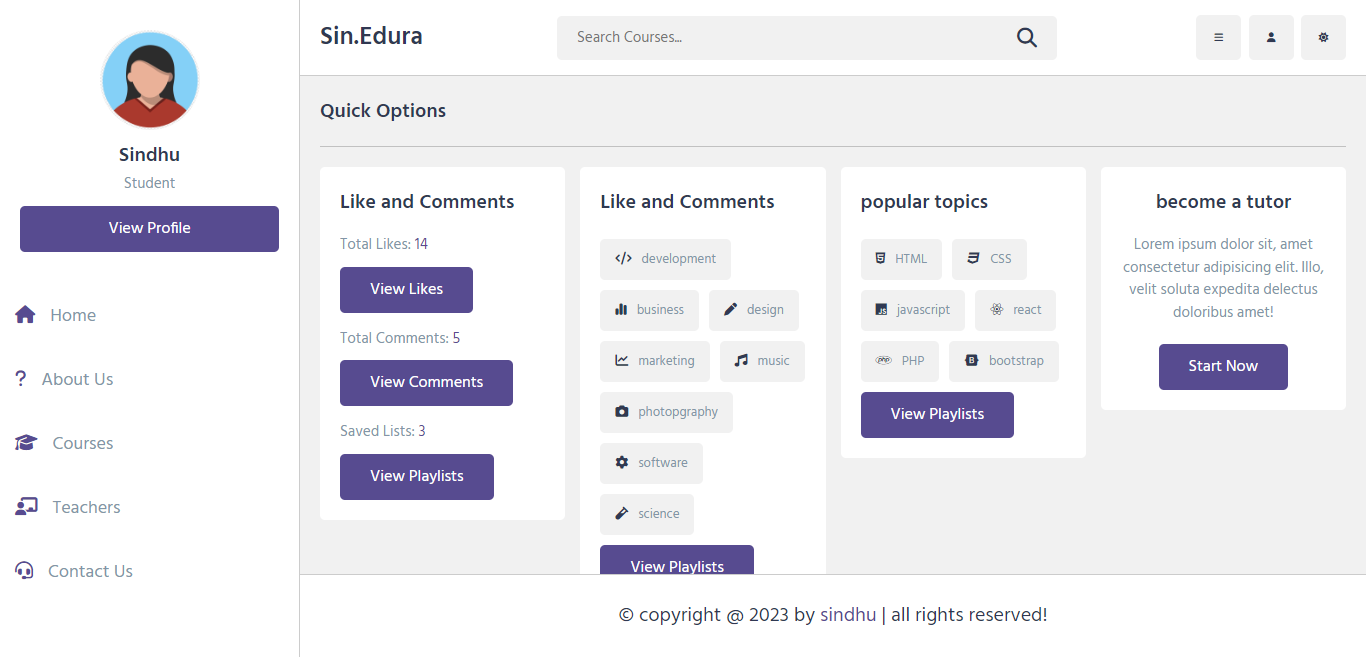 Sindhu
Student
View Profile
Home
About Us
Courses
Teachers
Contact Us
Sin.Edura
Search Courses...
Quick Options
Like and Comments
Total Likes: 14
View Likes
Total Comments: 5
View Comments
Saved Lists: 3
View Playlists
Like and Comments
development
business
design
marketing
music
photopgraphy
software
science
View Playlists
popular topics
HTML
CSS
JS
javascript
react
php
PHP
B
bootstrap
View Playlists
become a tutor
Lorem ipsum dolor sit, amet
consectetur adipisicing elit. Illo,
velit soluta expedita delectus
doloribus amet!
Start Now
© copyright @ 2023 by sindhu | all rights reserved!